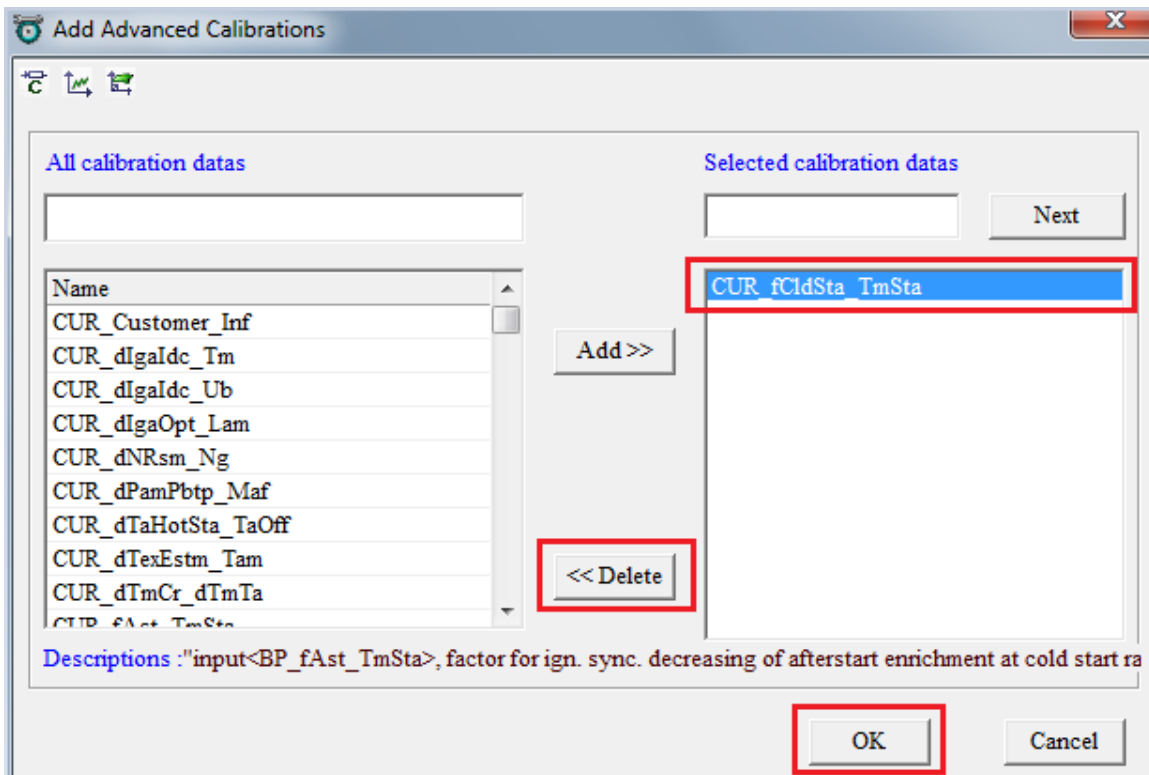 Add Advanced Calibrations
All calibration datas
Selected calibration datas
Next
Name
CUR_Customer_Inf
CUR_dIgaIdc_Tm
CUR_dIgaIdc_Ub
CUR_dIgaOpt_Lam
CUR_dNRsm_Ng
CUR_dPamPbtp_Maf
CUR_dTaHotSta_TaOff
CUR_dTexEstm_Tam
CUR_dTmCr_dTmTa
CUR_fAst_TmSta
Add >>
<< Delete
CUR_fCldSta_TmSta
Descriptions :"input<BP_fAst_TmSta>, factor for ign. sync. decreasing of afterstart enrichment at cold start ra
OK
Cancel